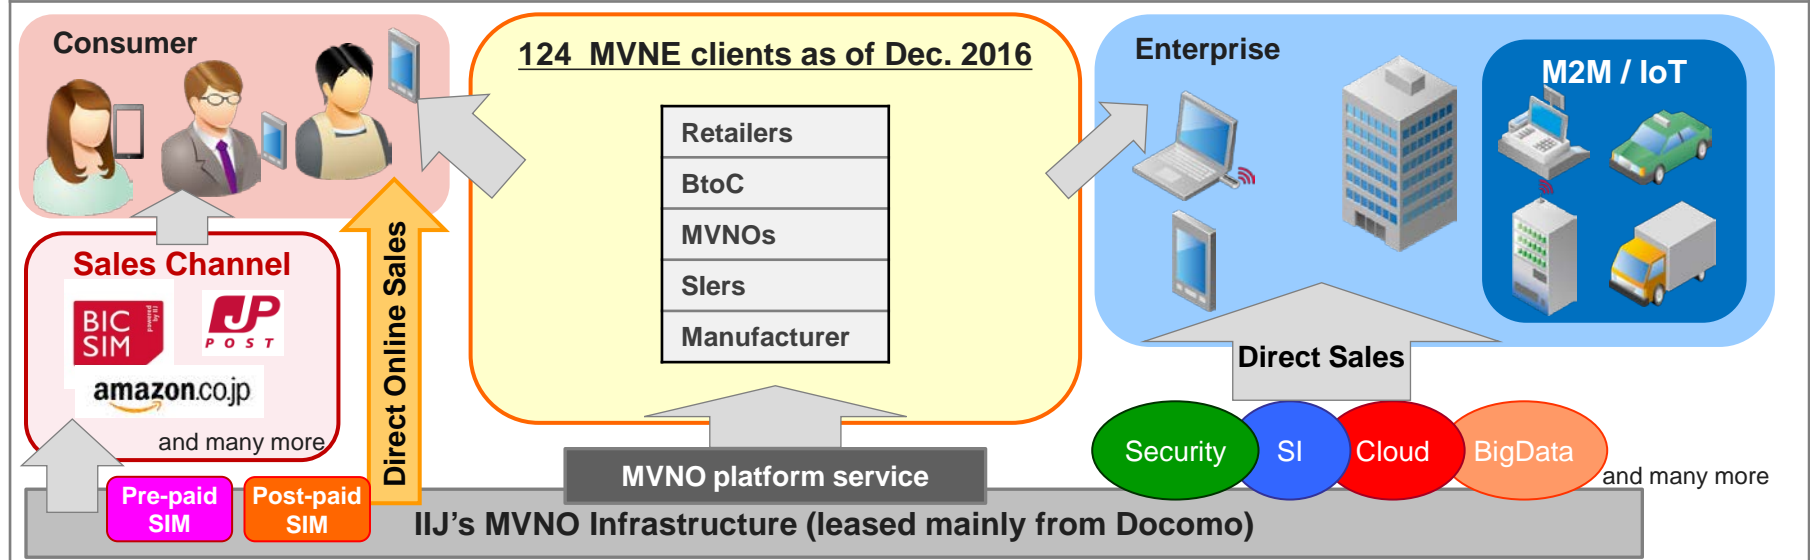 Consumer
124 MVNE clients as of Dec. 2016
Retailers
BtoC
MVNOs
SIers
Manufacturer
Enterprise
M2M / IoT
Sales Channel
BIC
SIM
JP
POST
amazon.co.jp
and many more
Direct Online Sales
Direct Sales
Security
SI
Cloud
BigData
and many more
MVNO platform service
Pre-paid
SIM
Post-paid
SIM
IIJ's MVNO Infrastructure (leased mainly from Docomo)